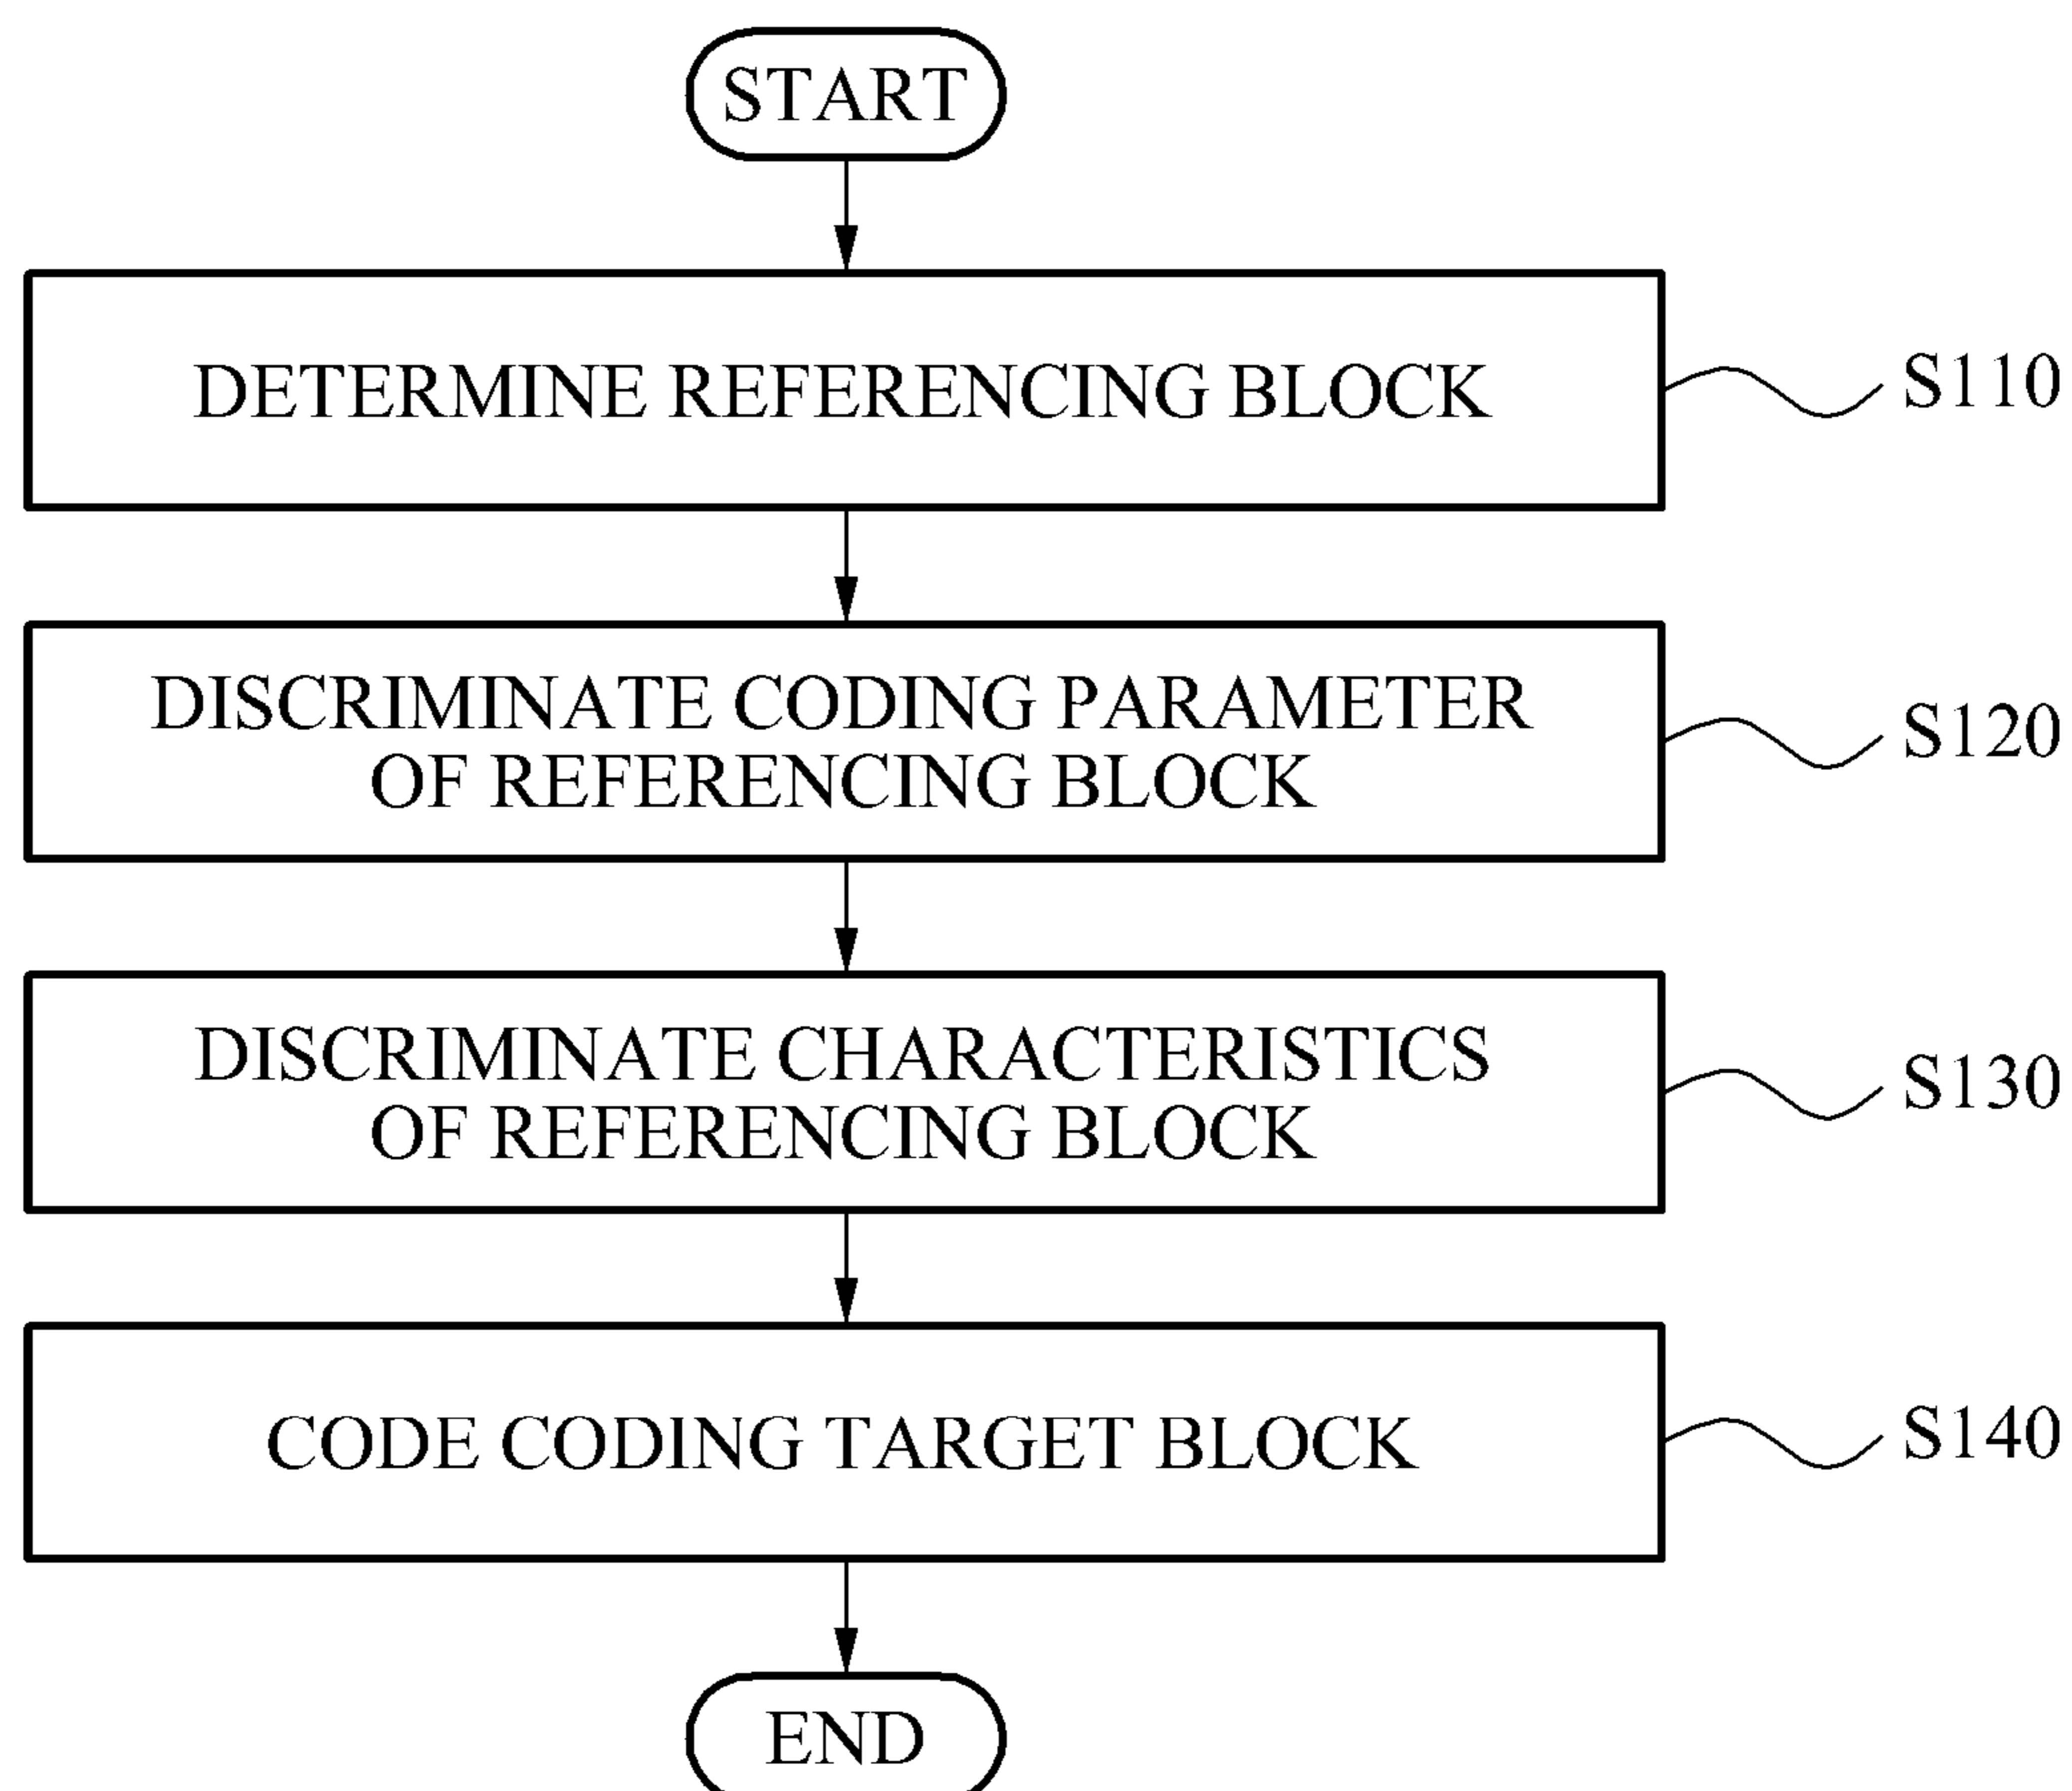 START
DETERMINE REFERENCING BLOCK
S110
DISCRIMINATE CODING PARAMETER
OF REFERENCING BLOCK
S120
DISCRIMINATE CHARACTERISTICS
OF REFERENCING BLOCK
S130
CODE CODING TARGET BLOCK
S140
END